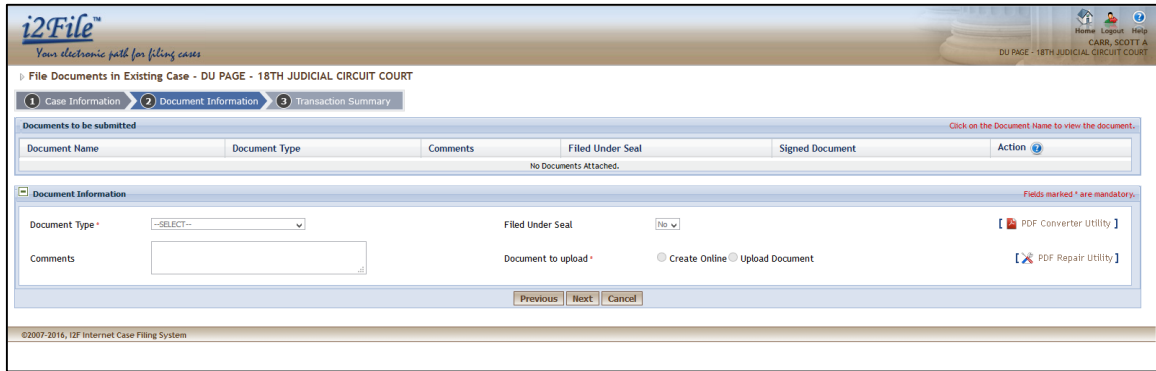 i2File™
Your electronic path for filing cases
Home Logout Help
CARR, SCOTT A
DU PAGE - 18TH JUDICIAL CIRCUIT COURT
File Documents in Existing Case - DU PAGE - 18TH JUDICIAL CIRCUIT COURT
1 Case Information 2 Document Information 3 Transaction Summary
Documents to be submitted Click on the Document Name to view the document.
Document Name Document Type Comments Filed Under Seal Signed Document Action ?
No Documents Attached.
Document Information Fields marked * are mandatory.
Document Type * --SELECT-- Filed Under Seal No [ PDF Converter Utility ]
Comments Document to upload * Create Online Upload Document [ PDF Repair Utility ]
Previous Next Cancel
©2007-2016, I2F Internet Case Filing System